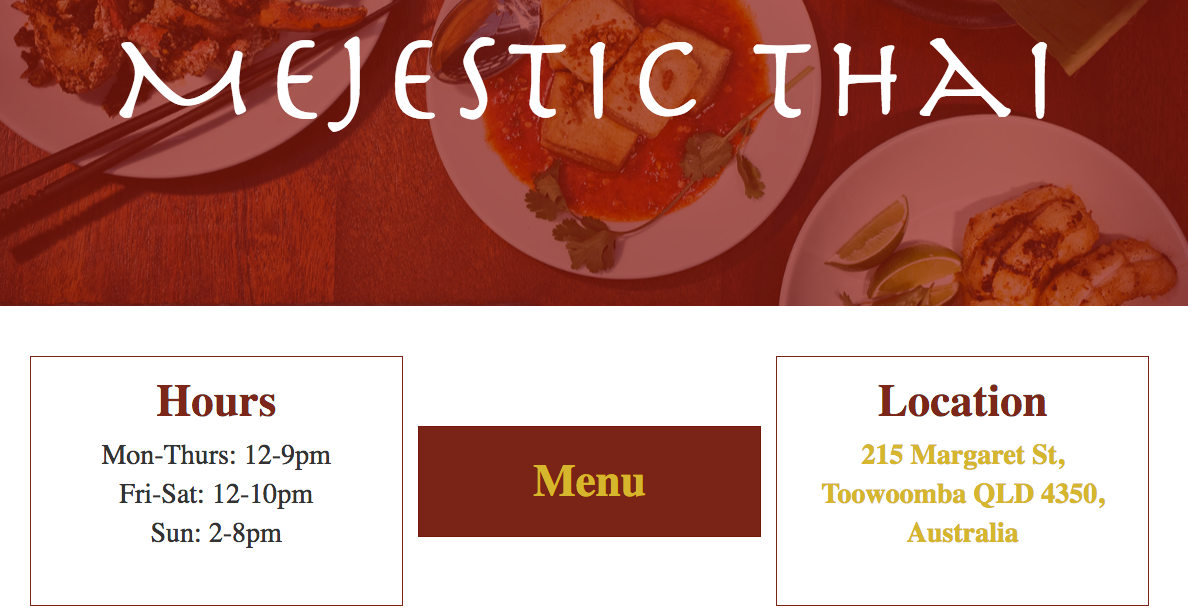 MEJESTIC THAI
Hours
Mon-Thurs: 12-9pm
Fri-Sat: 12-10pm
Sun: 2-8pm
Menu
Location
215 Margaret St,
Toowoomba QLD 4350,
Australia